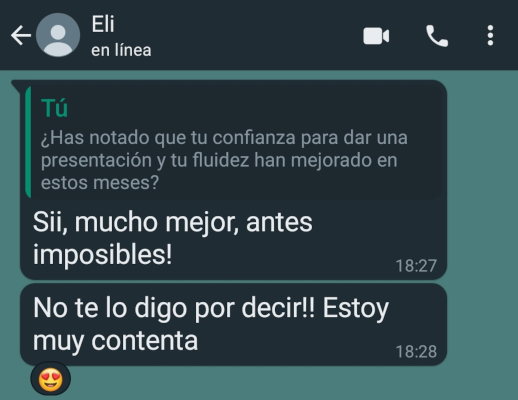 Eli
en línea
Tú
¿Has notado que tu confianza para dar una
presentación y tu fluidez han mejorado en
estos meses?
Sii, mucho mejor, antes
imposibles!
18:27
No te lo digo por decir!! Estoy
muy contenta
18:28